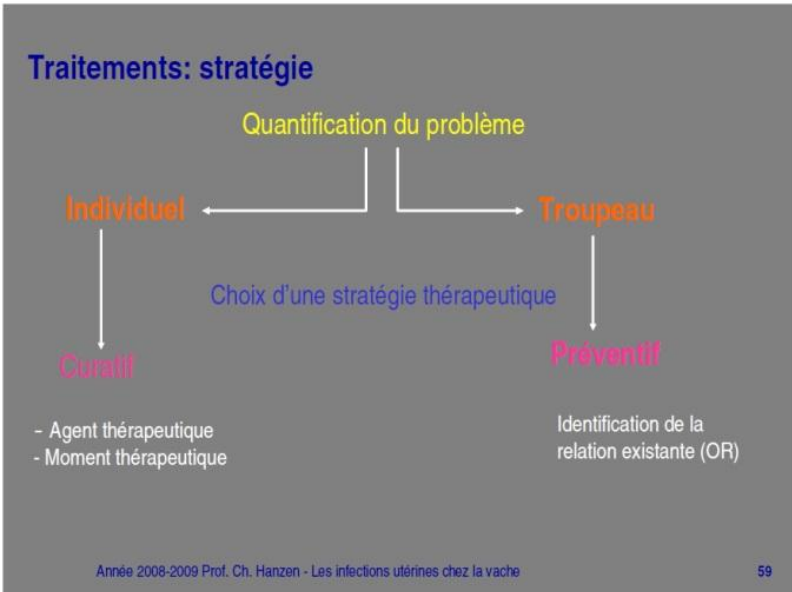 Traitements: stratégie
Quantification du problème
Individuel
Troupeau
Choix d'une stratégie thérapeutique
Curatif
Préventif
- Agent thérapeutique
- Moment thérapeutique
Identification de la
relation existante (OR)
Année 2008-2009 Prof. Ch. Hanzen - Les infections utérines chez la vache
59